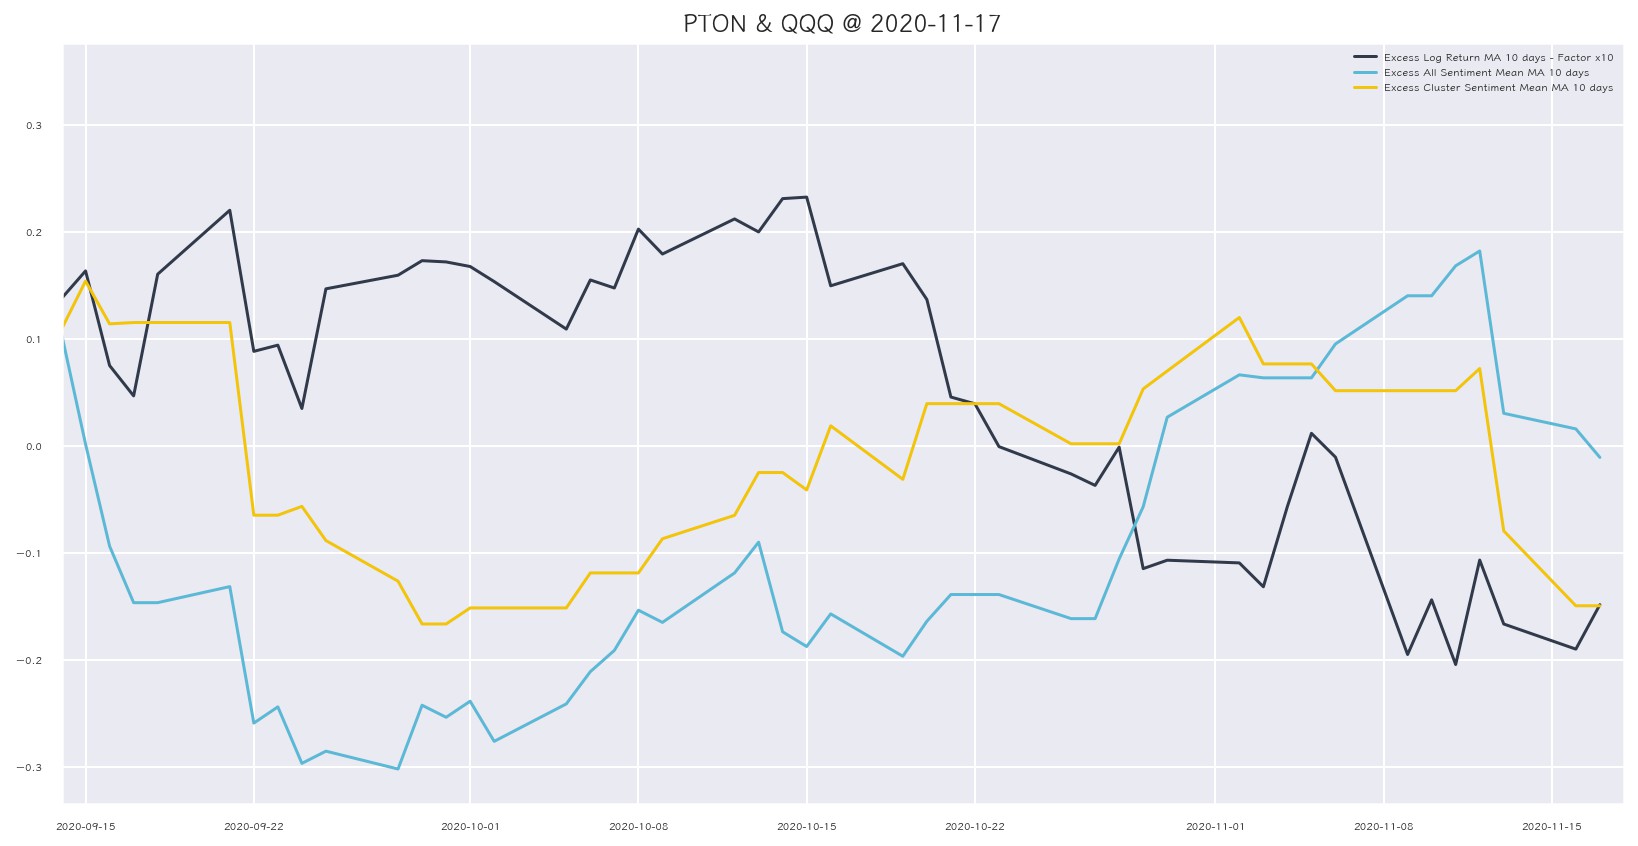 PTON & QQQ @ 2020-11-17
Excess Log Return MA 10 days - Factor x10
Excess All Sentiment Mean MA 10 days
Excess Cluster Sentiment Mean MA 10 days
0.3
0.2
0.1
0.0
−0.1
−0.2
−0.3
2020-09-15 2020-09-22 2020-10-01 2020-10-08 2020-10-15 2020-10-22 2020-11-01 2020-11-08 2020-11-15